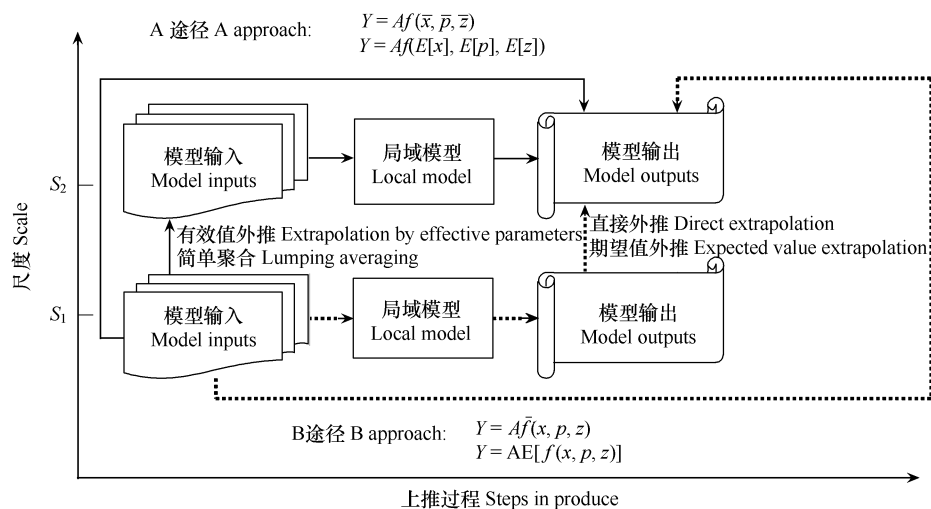 A 途径 A approach:
Y = Af(x̄, p̄, z̄)
Y = Af(E[x], E[p], E[z])
模型输入
Model inputs
局域模型
Local model
模型输出
Model outputs
S₂
有效值外推 Extrapolation by effective parameters
简单聚合 Lumping averaging
直接外推 Direct extrapolation
期望值外推 Expected value extrapolation
尺度 Scale
S₁
模型输入
Model inputs
局域模型
Local model
模型输出
Model outputs
B途径 B approach:
Y = Af̄(x, p, z)
Y = AE[f(x, p, z)]
上推过程 Steps in produce